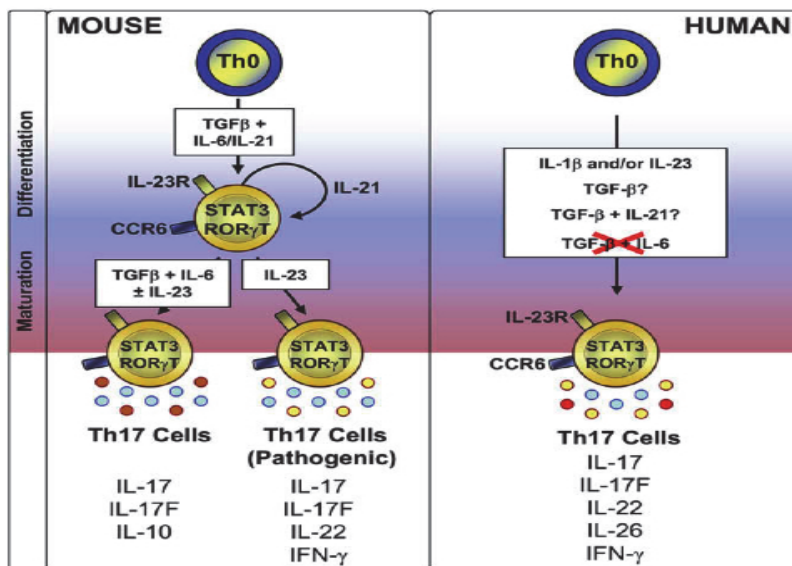 MOUSE
HUMAN
Differentiation
Maturation
Th0
TGFβ +
IL-6/IL-21
IL-23R
IL-21
STAT3
RORγT
CCR6
TGFβ + IL-6
± IL-23
IL-23
STAT3
RORγT
STAT3
RORγT
Th17 Cells
IL-17
IL-17F
IL-10
Th17 Cells
(Pathogenic)
IL-17
IL-17F
IL-22
IFN-γ
Th0
IL-1β and/or IL-23
TGF-β?
TGF-β + IL-21?
TGF-β + IL-6
IL-23R
STAT3
RORγT
CCR6
Th17 Cells
IL-17
IL-17F
IL-22
IL-26
IFN-γ